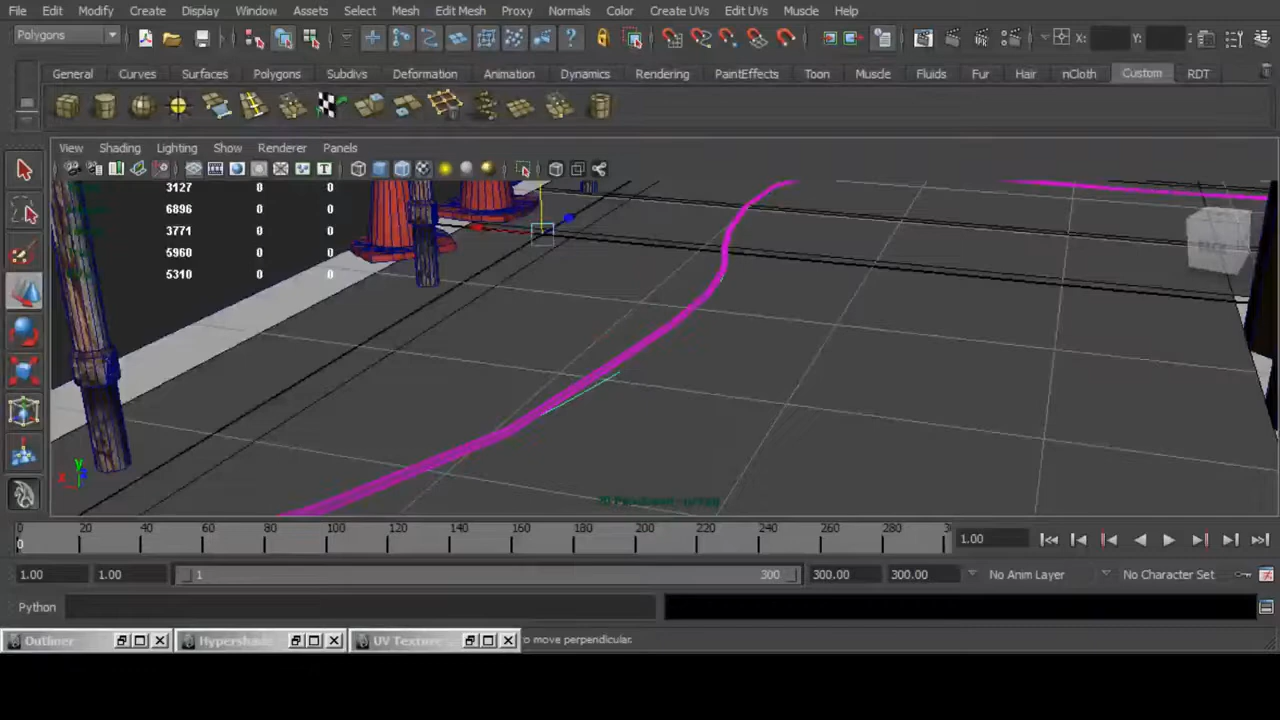 File Edit Modify Create Display Window Assets Select Mesh Edit Mesh Proxy Normals Color Create UVs Edit UVs Muscle Help
Polygons X: Y: Z
General Curves Surfaces Polygons Subdivs Deformation Animation Dynamics Rendering PaintEffects Toon Muscle Fluids Fur Hair nCloth Custom RDT
View Shading Lighting Show Renderer Panels
3127 0 0
6896 0 0
3771 0 0
5960 0 0
5310 0 0
y
x
0 20 40 60 80 100 120 140 160 180 200 220 240 260 280
0 1.00
1.00 1.00 1 300 300.00 300.00 No Anim Layer No Character Set
Python
Outliner Hypershade UV Texture to move perpendicular.